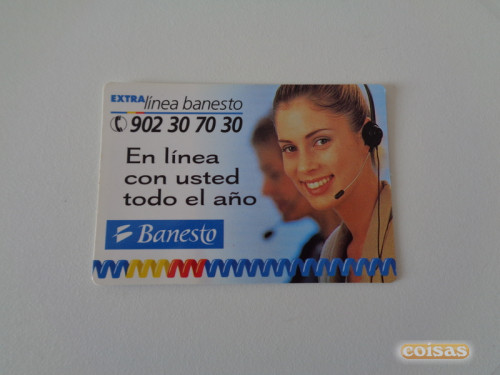 EXTRA línea banesto
902 30 70 30
En línea
con usted
todo el año
Banesto
coisas